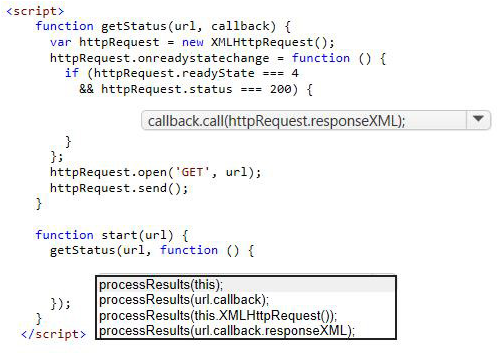 <script>
function getStatus(url, callback) {
var httpRequest = new XMLHttpRequest();
httpRequest.onreadystatechange = function () {
if (httpRequest.readyState === 4
&& httpRequest.status === 200) {
callback.call(httpRequest.responseXML);
}
};
httpRequest.open('GET', url);
httpRequest.send();
}
function start(url) {
getStatus(url, function () {
processResults(this);
processResults(url.callback);
processResults(this.XMLHttpRequest());
processResults(url.callback.responseXML);
});
}
</script>